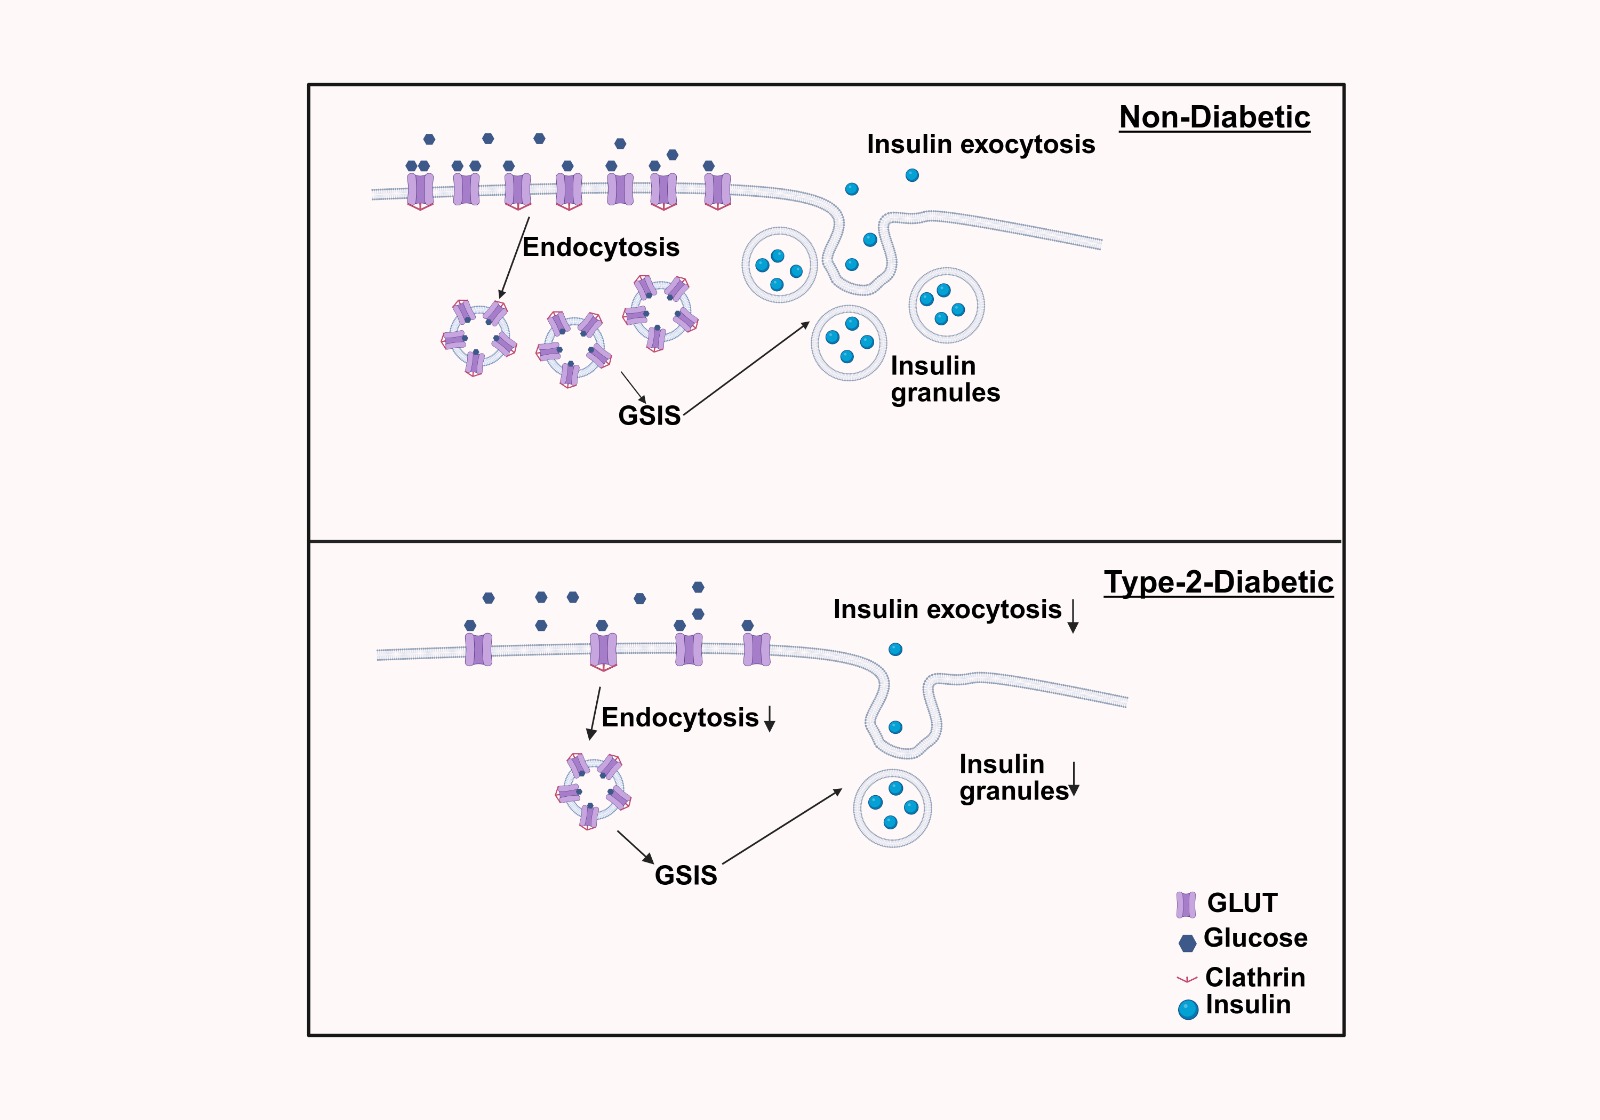 Non-Diabetic
Insulin exocytosis
Endocytosis
Insulin
granules
GSIS
Type-2-Diabetic
Insulin exocytosis
Endocytosis
Insulin
granules
GSIS
GLUT
Glucose
Clathrin
Insulin